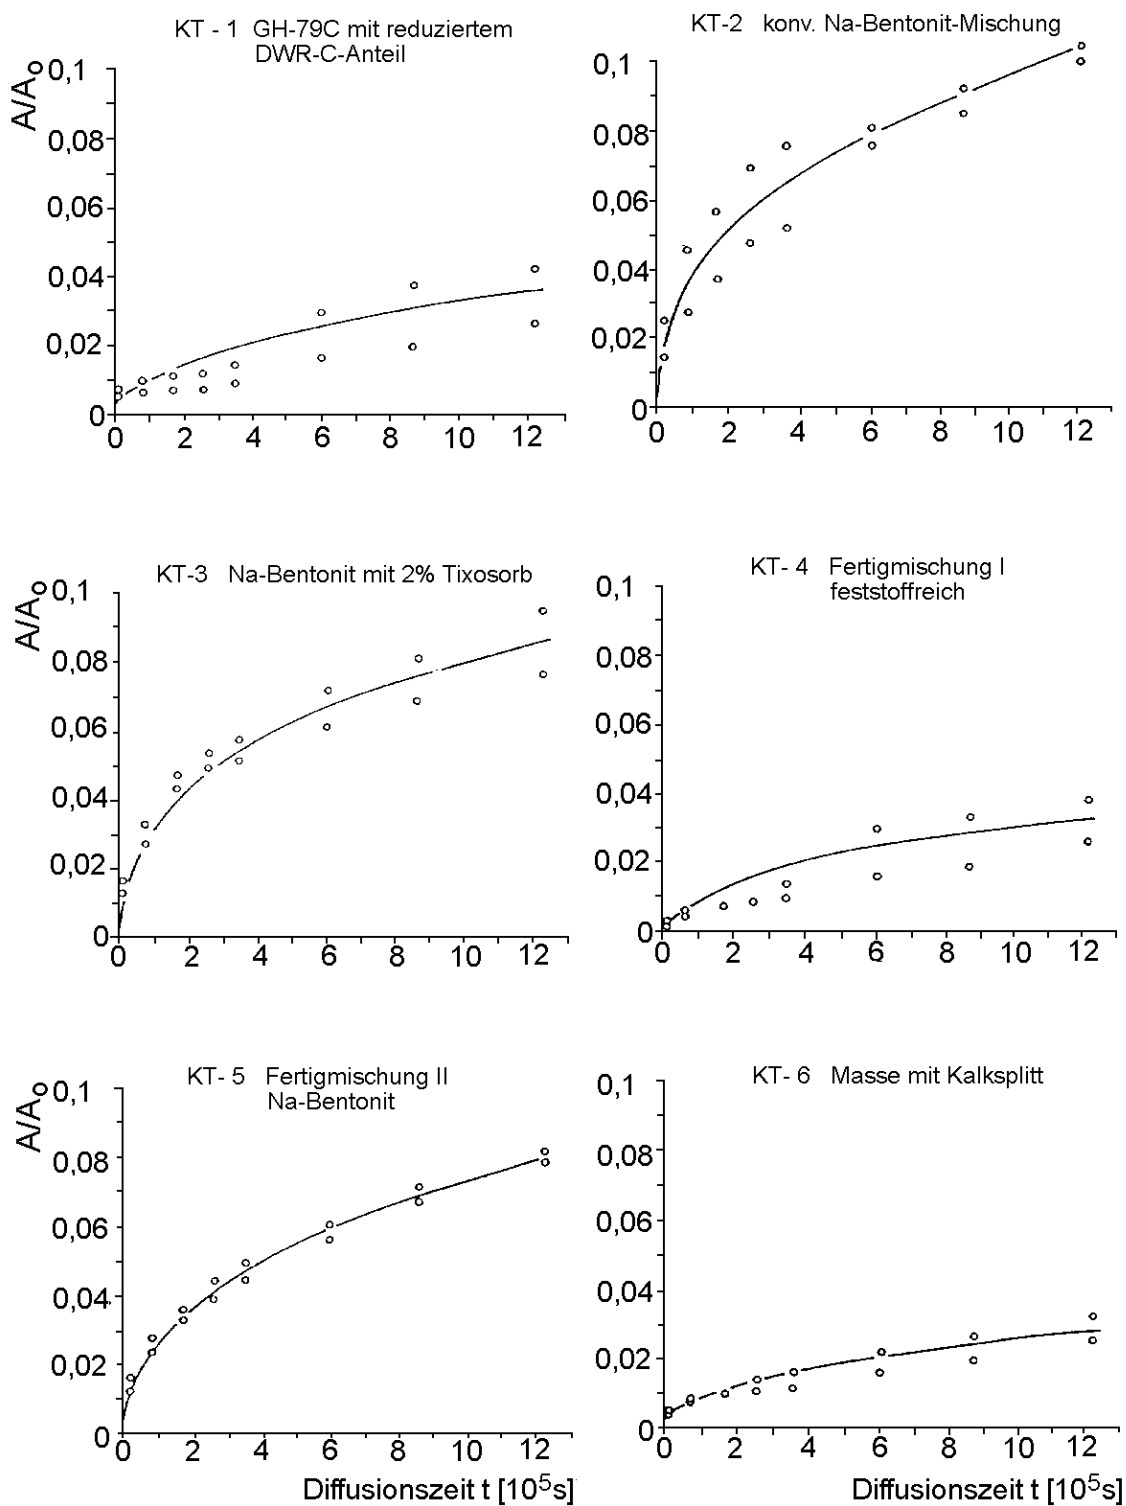 KT - 1 GH-79C mit reduziertem
DWR-C-Anteil
A/A₀
0,1
0,08
0,06
0,04
0,02
0
0 2 4 6 8 10 12
KT-2 konv. Na-Bentonit-Mischung
0,1
0,08
0,06
0,04
0,02
0
0 2 4 6 8 10 12
KT-3 Na-Bentonit mit 2% Tixosorb
A/A₀
0,1
0,08
0,06
0,04
0,02
0
0 2 4 6 8 10 12
KT- 4 Fertigmischung I
feststoffreich
0,1
0,08
0,06
0,04
0,02
0
0 2 4 6 8 10 12
KT- 5 Fertigmischung II
Na-Bentonit
A/A₀
0,1
0,08
0,06
0,04
0,02
0
0 2 4 6 8 10 12
Diffusionszeit t [10⁵s]
KT- 6 Masse mit Kalksplitt
0,1
0,08
0,06
0,04
0,02
0
0 2 4 6 8 10 12
Diffusionszeit t [10⁵s]